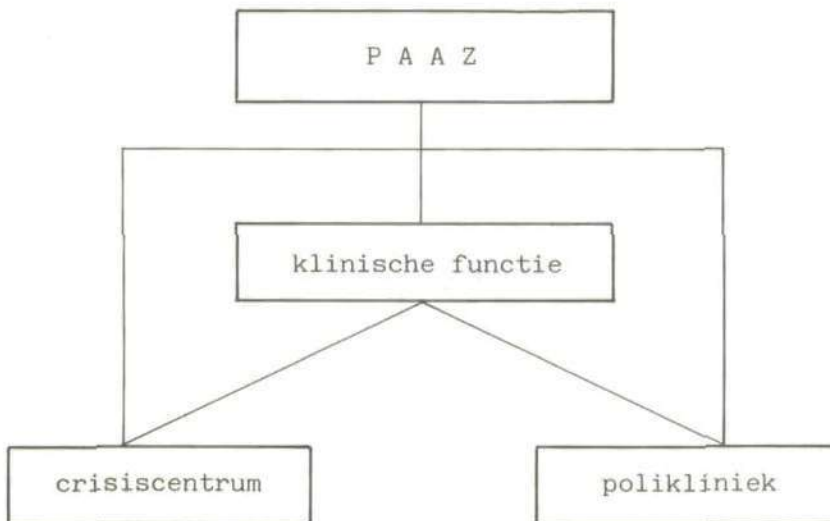 P A A Z
klinische functie
crisiscentrum
polikliniek